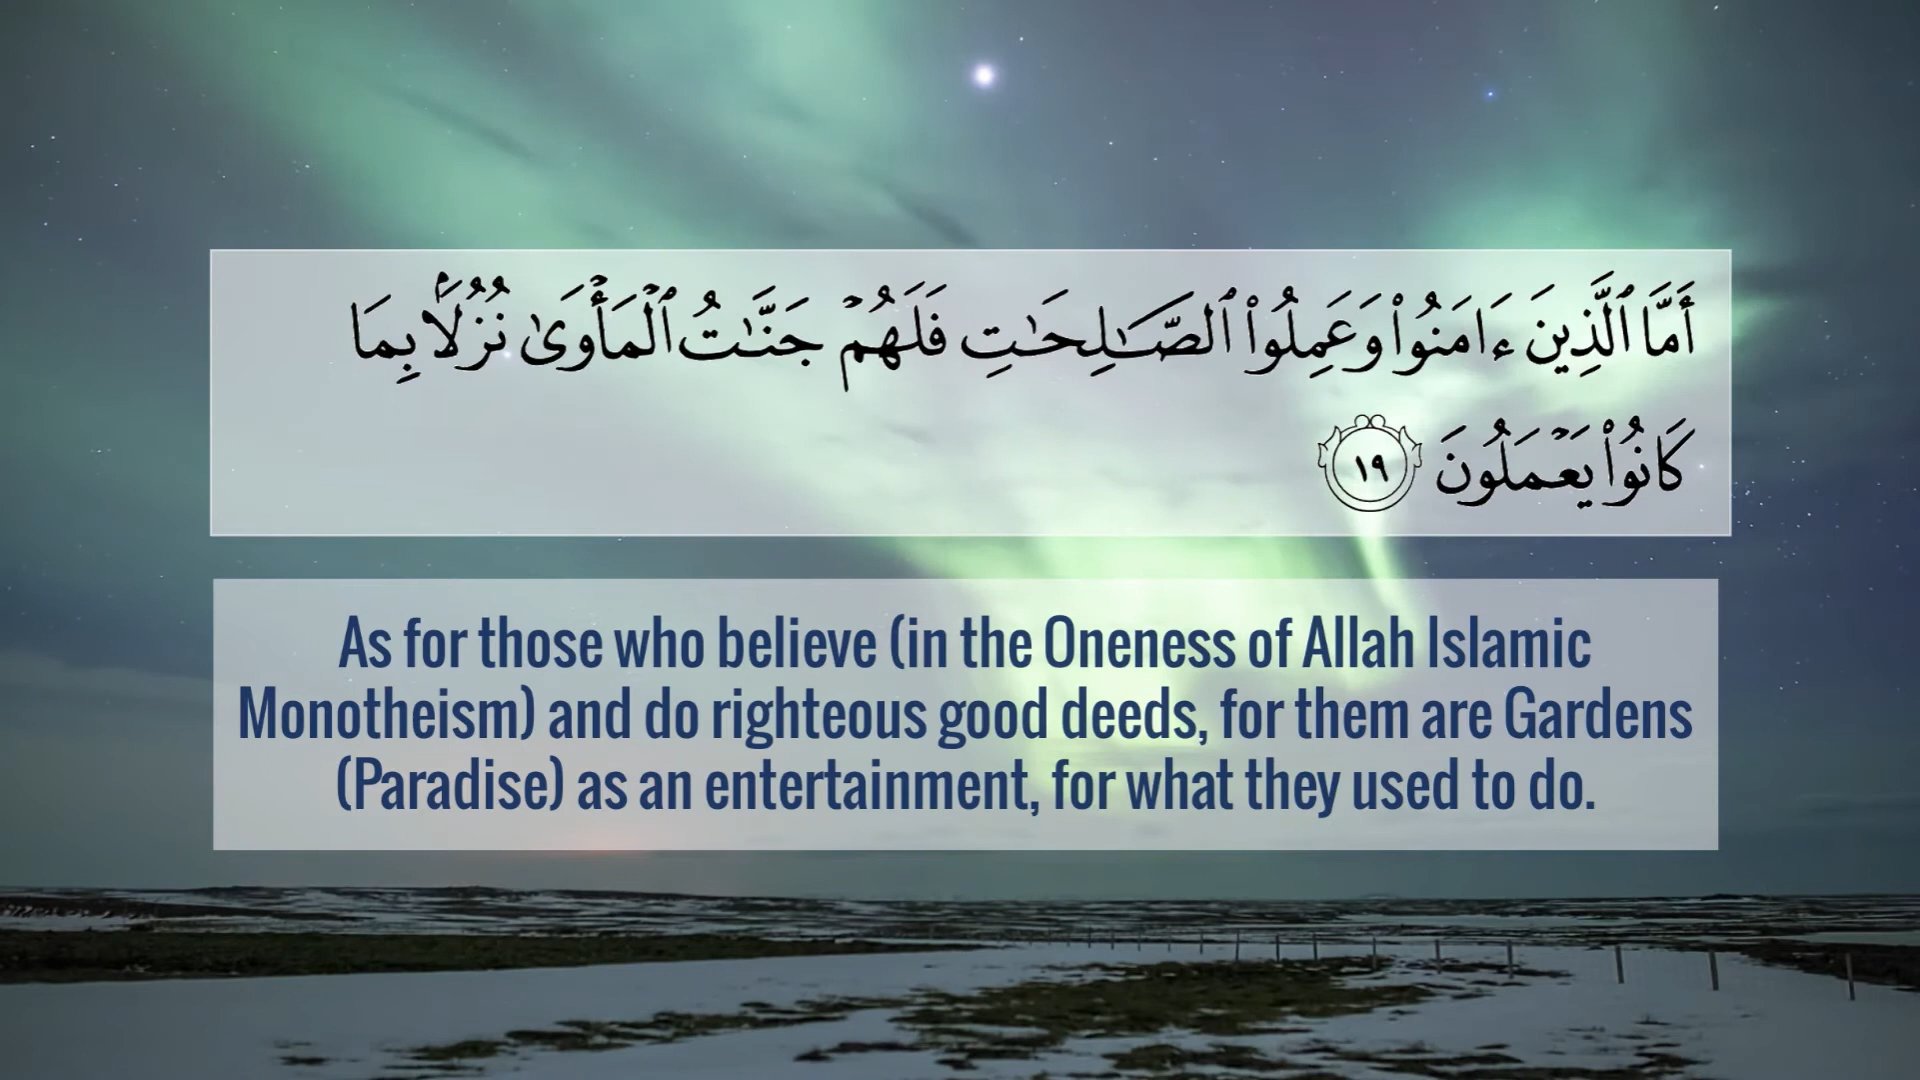 أَمَّا ٱلَّذِينَ ءَامَنُوا۟ وَعَمِلُوا۟ ٱلصَّـٰلِحَـٰتِ فَلَهُمْ جَنَّـٰتُ ٱلْمَأْوَىٰ نُزُلًۢا بِمَا
كَانُوا۟ يَعْمَلُونَ ١٩
As for those who believe (in the Oneness of Allah Islamic
Monotheism) and do righteous good deeds, for them are Gardens
(Paradise) as an entertainment, for what they used to do.